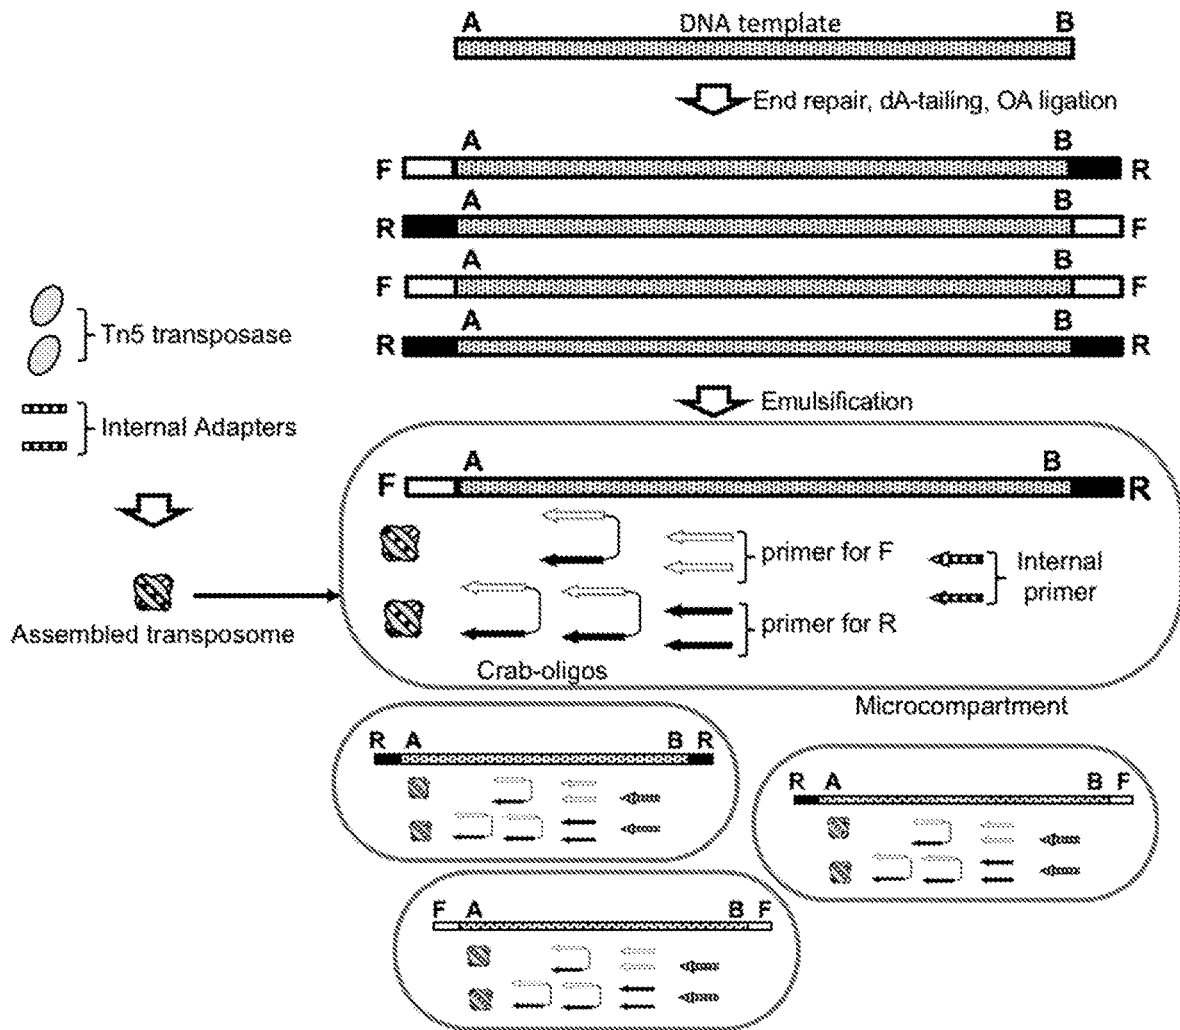 A DNA template B
End repair, dA-tailing, OA ligation
A B
F R
A B
R F
A B
F F
A B
R R
Tn5 transposase
Internal Adapters
Emulsification
A B
F R
primer for F
Internal
primer
primer for R
Assembled transposome
Crab-oligos
Microcompartment
R A B R
R A B F
F A B F